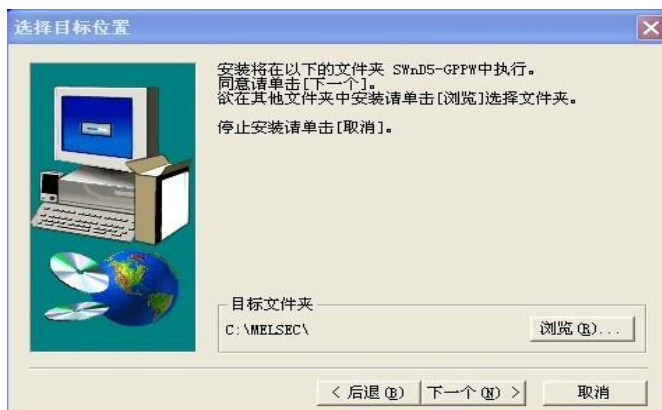 选择目标位置
安装将在以下的文件夹 SWnD5-GPPW中执行。
同意请单击[下一个]。
欲在其他文件夹中安装请单击[浏览]选择文件夹。
停止安装请单击[取消]。
目标文件夹
C:\MELSEC\
浏览(R)...
< 后退(B)
下一个(N) >
取消